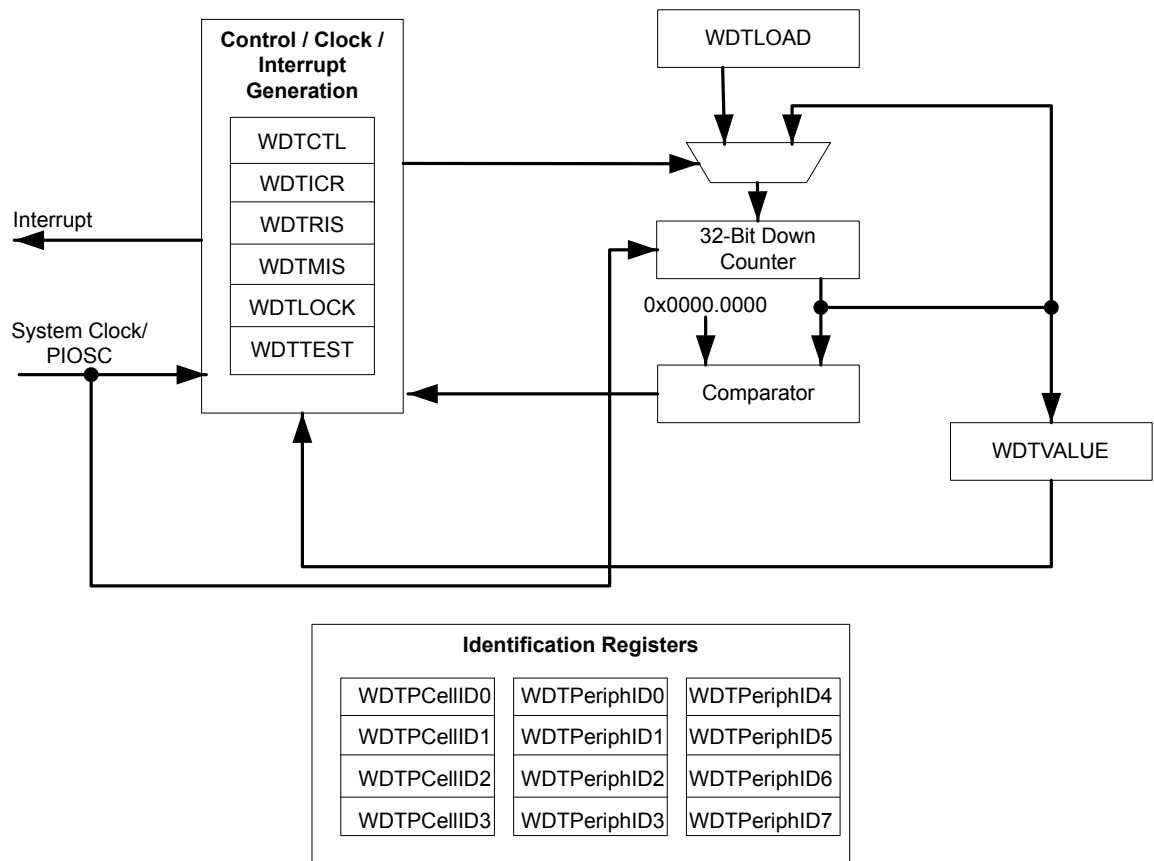 Control / Clock /
Interrupt
Generation
WDTCTL
WDTICR
WDTRIS
WDTMIS
WDTLOCK
WDTTEST
Interrupt
System Clock/
PIOSC
WDTLOAD
32-Bit Down
Counter
0x0000.0000
Comparator
WDTVALUE
Identification Registers
WDTPCellID0
WDTPeriphID0
WDTPeriphID4
WDTPCellID1
WDTPeriphID1
WDTPeriphID5
WDTPCellID2
WDTPeriphID2
WDTPeriphID6
WDTPCellID3
WDTPeriphID3
WDTPeriphID7